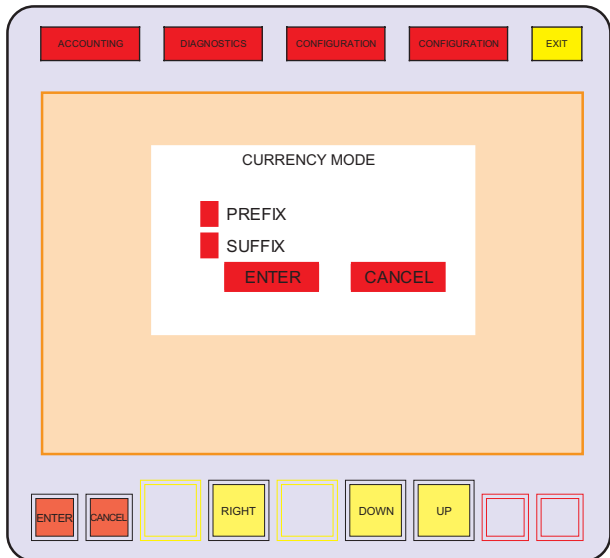 ACCOUNTING DIAGNOSTICS CONFIGURATION CONFIGURATION EXIT
CURRENCY MODE
PREFIX
SUFFIX
ENTER CANCEL
ENTER CANCEL RIGHT DOWN UP